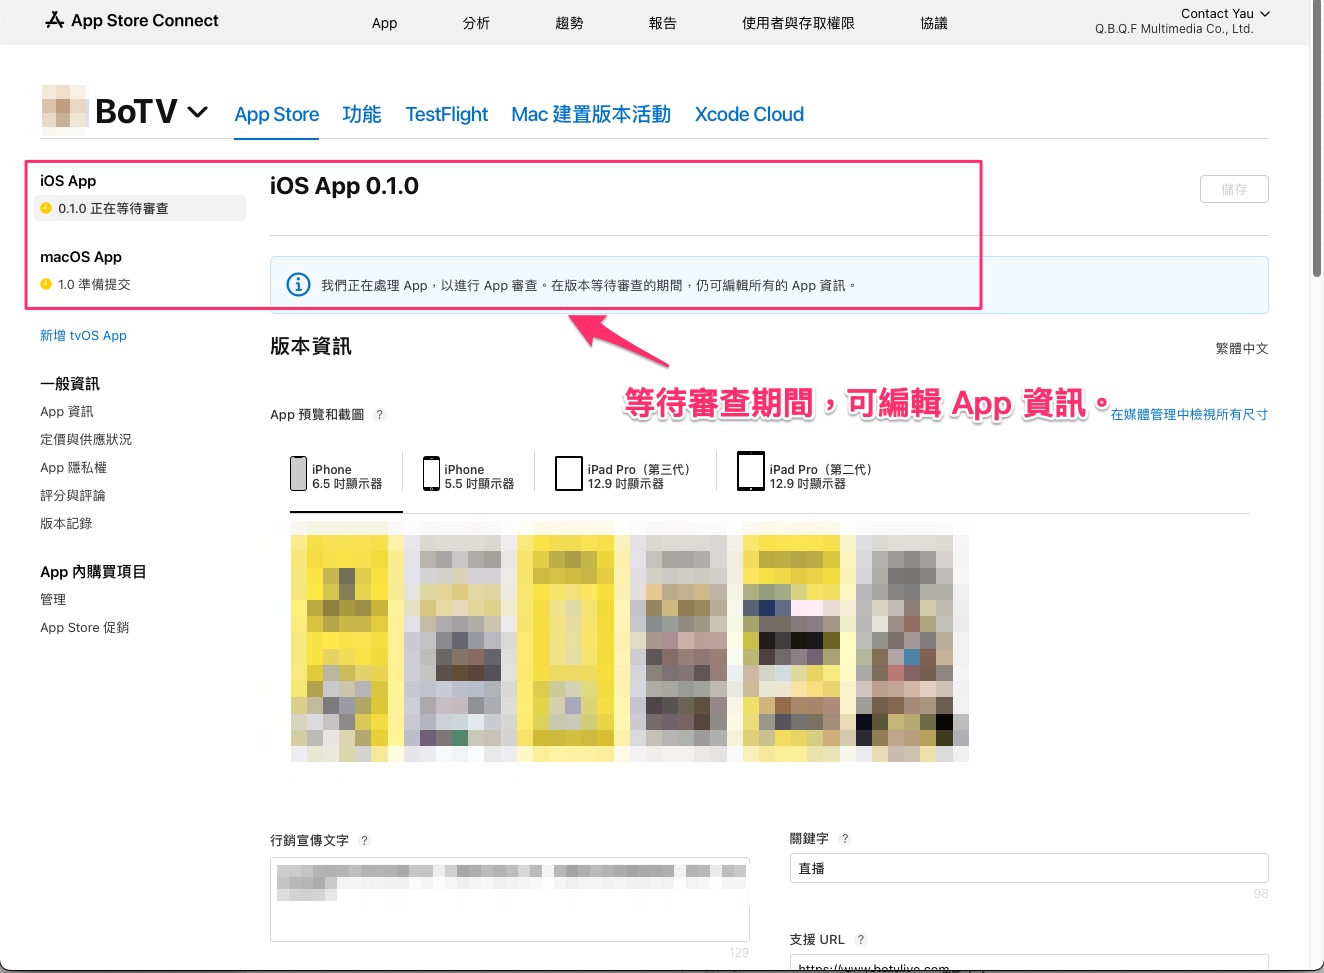 App Store Connect
App
分析
趨勢
報告
使用者與存取權限
協議
Contact Yau
Q.B.Q.F Multimedia Co., Ltd.
BoTV
App Store
功能
TestFlight
Mac 建置版本活動
Xcode Cloud
iOS App
0.1.0 正在等待審查
macOS App
1.0 準備提交
新增 tvOS App
一般資訊
App 資訊
定價與供應狀況
App 隱私權
評分與評論
版本記錄
App 內購買項目
管理
App Store 促銷
iOS App 0.1.0
儲存
我們正在處理 App，以進行 App 審查。在版本等待審查的期間，仍可編輯所有的 App 資訊。
版本資訊
繁體中文
等待審查期間，可編輯 App 資訊。
App 預覽和截圖 ?
在媒體管理中檢視所有尺寸
iPhone
6.5 吋顯示器
iPhone
5.5 吋顯示器
iPad Pro（第三代）
12.9 吋顯示器
iPad Pro（第二代）
12.9 吋顯示器
行銷宣傳文字 ?
129
關鍵字 ?
直播
98
支援 URL ?
https://www.botvlive.com